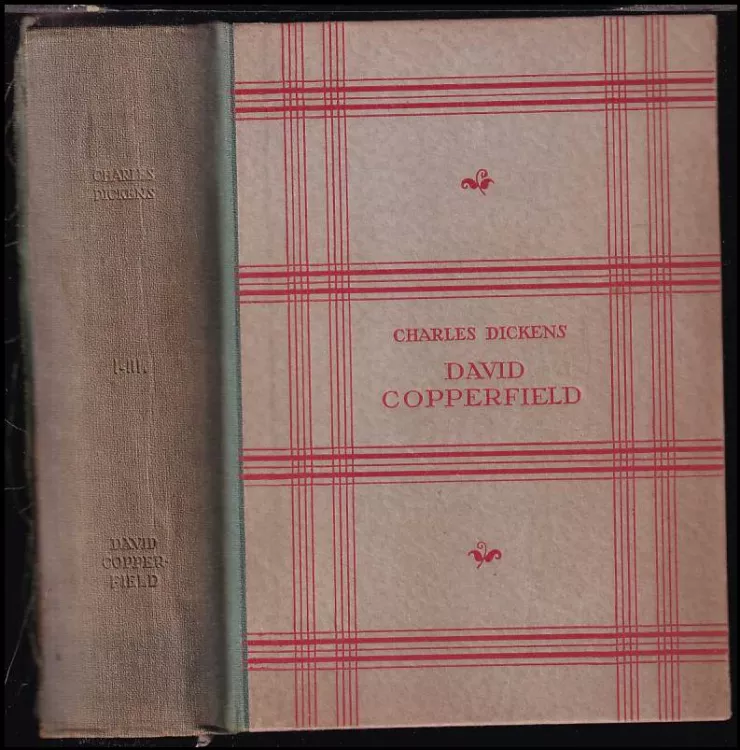 CHARLES
DICKENS
I-III.
DAVID
COPPER-
FIELD
CHARLES DICKENS
DAVID
COPPERFIELD